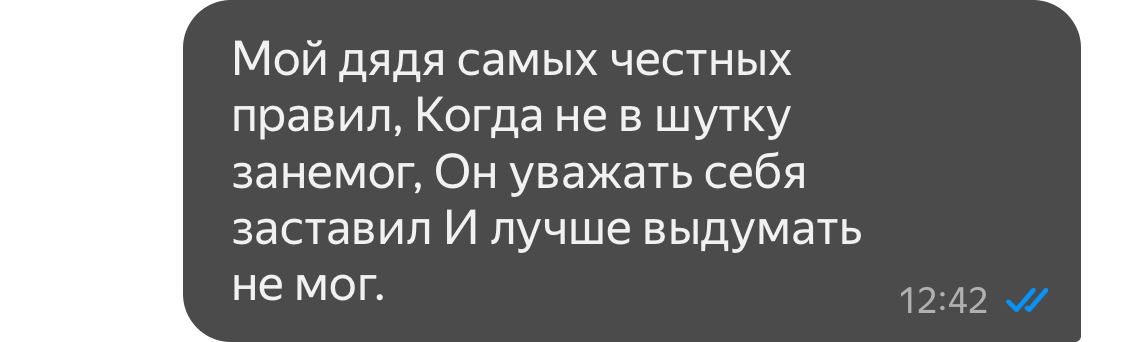 Мой дядя самых честных
правил, Когда не в шутку
занемог, Он уважать себя
заставил И лучше выдумать
не мог.
12:42